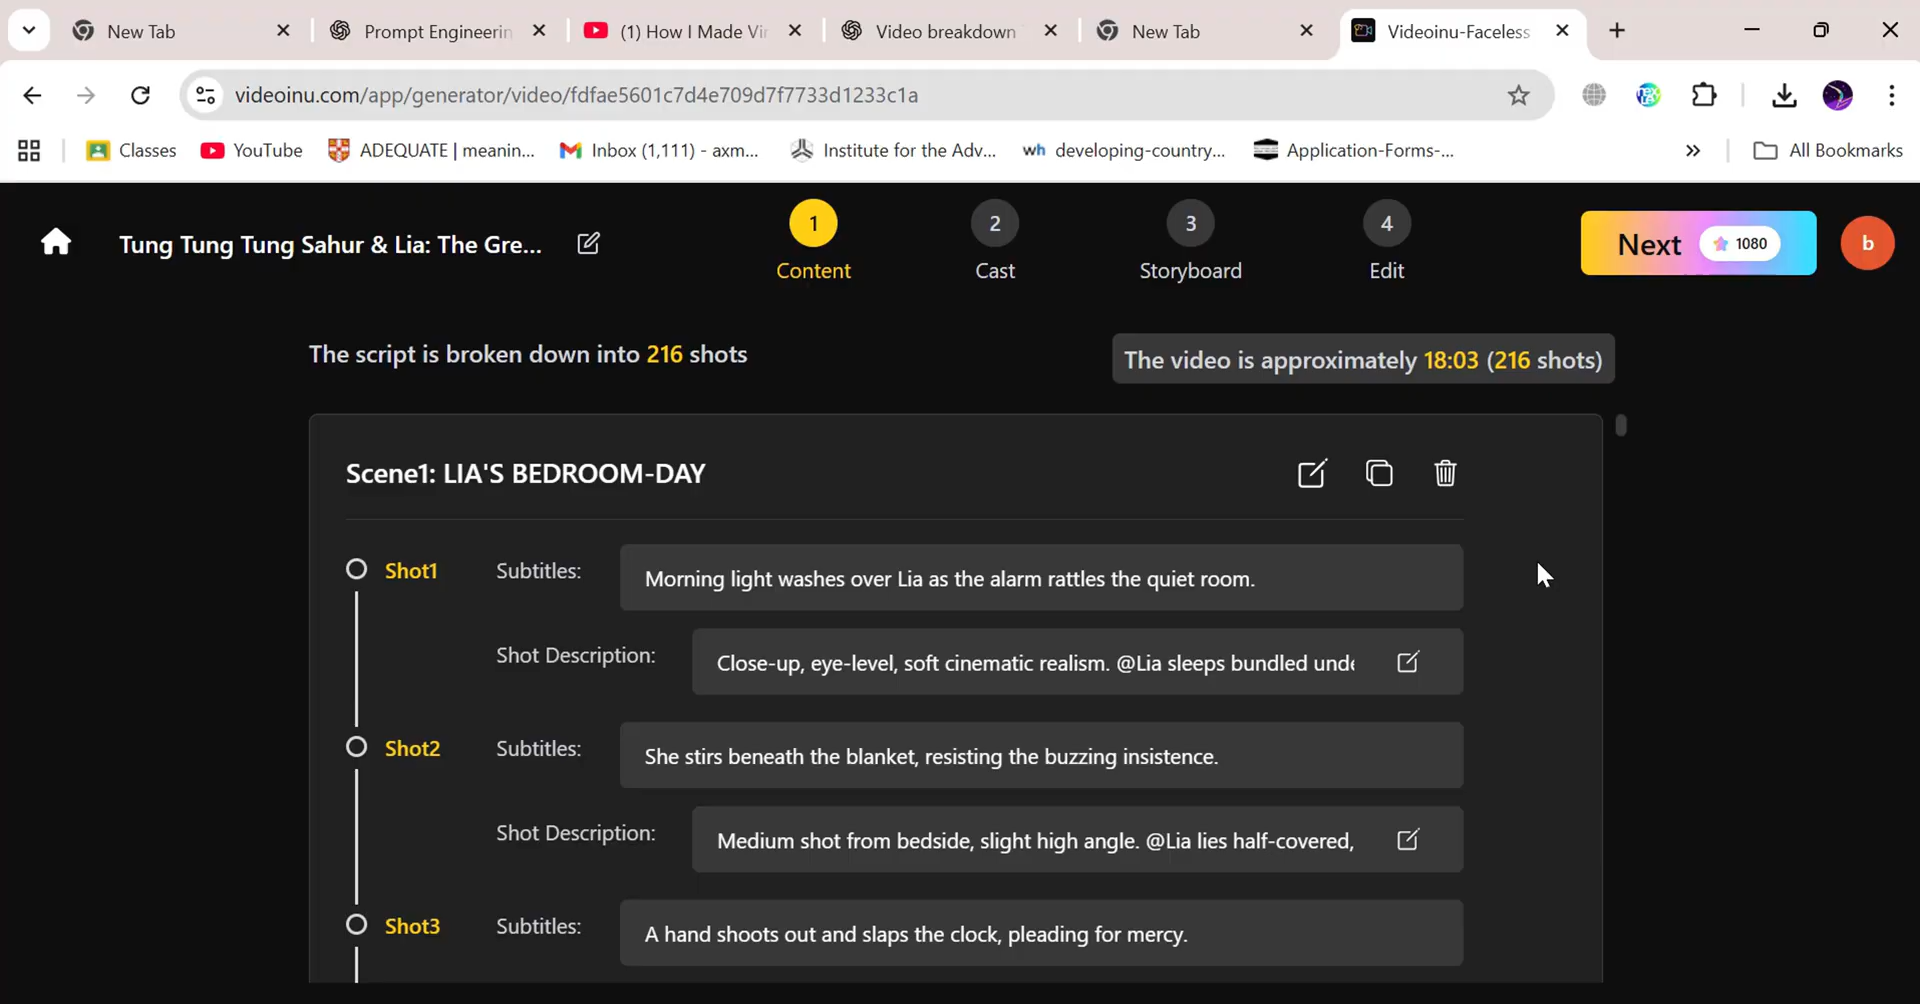 New Tab
Prompt Engineerin
(1) How I Made Vir
Video breakdown
New Tab
Videoinu-Faceless
videoinu.com/app/generator/video/fdfae5601c7d4e709d7f7733d1233c1a
Classes
YouTube
ADEQUATE | meanin...
Inbox (1,111) - axm...
Institute for the Adv...
wh developing-country...
Application-Forms-...
All Bookmarks
Tung Tung Tung Sahur & Lia: The Gre...
1
Content
2
Cast
3
Storyboard
4
Edit
Next 1080
b
The script is broken down into 216 shots
The video is approximately 18:03 (216 shots)
Scene1: LIA'S BEDROOM-DAY
Shot1
Subtitles:
Morning light washes over Lia as the alarm rattles the quiet room.
Shot Description:
Close-up, eye-level, soft cinematic realism. @Lia sleeps bundled unde
Shot2
Subtitles:
She stirs beneath the blanket, resisting the buzzing insistence.
Shot Description:
Medium shot from bedside, slight high angle. @Lia lies half-covered,
Shot3
Subtitles:
A hand shoots out and slaps the clock, pleading for mercy.